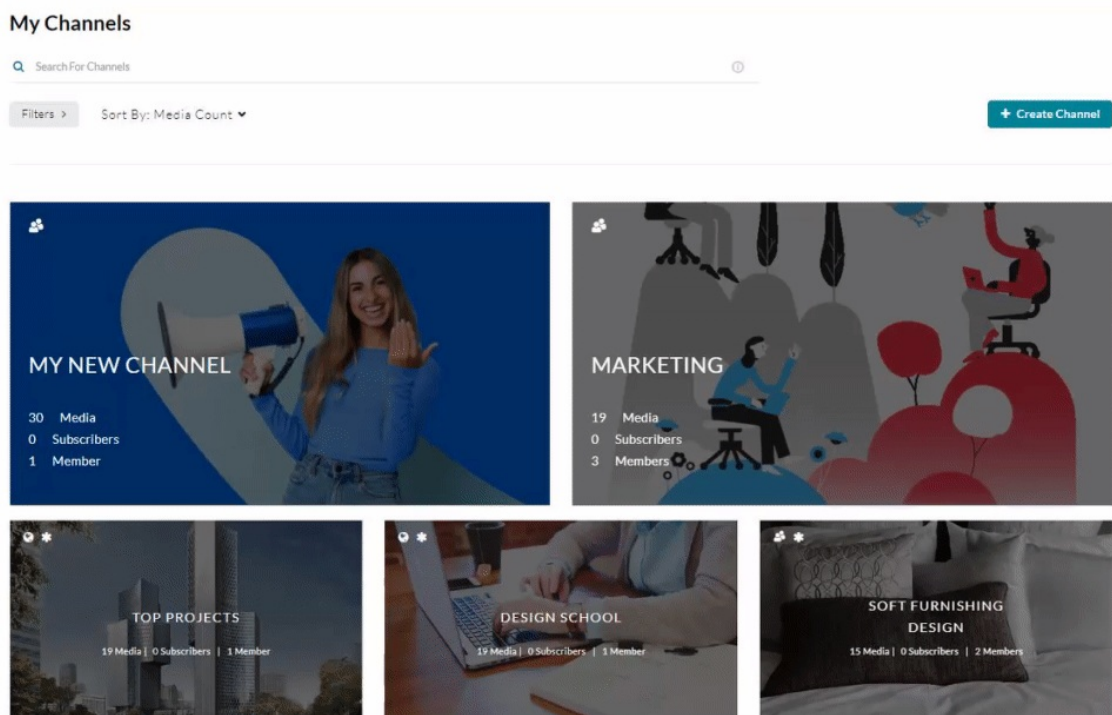 My Channels
Search For Channels
Filters >
Sort By: Media Count
+ Create Channel
MY NEW CHANNEL
30 Media
0 Subscribers
1 Member
MARKETING
19 Media
0 Subscribers
3 Members
TOP PROJECTS
19 Media | 0 Subscribers | 1 Member
DESIGN SCHOOL
19 Media | 0 Subscribers | 1 Member
SOFT FURNISHING
DESIGN
15 Media | 0 Subscribers | 2 Members